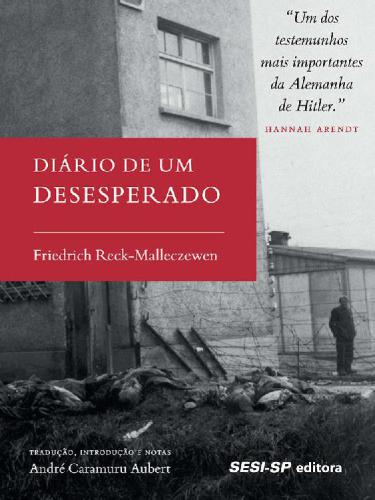 “Um dos
testemunhos
mais importantes
da Alemanha
de Hitler.”
HANNAH ARENDT
DIÁRIO DE UM
DESESPERADO
Friedrich Reck-Malleczewen
TRADUÇÃO, INTRODUÇÃO E NOTAS
André Caramuru Aubert
SESI-SP editora